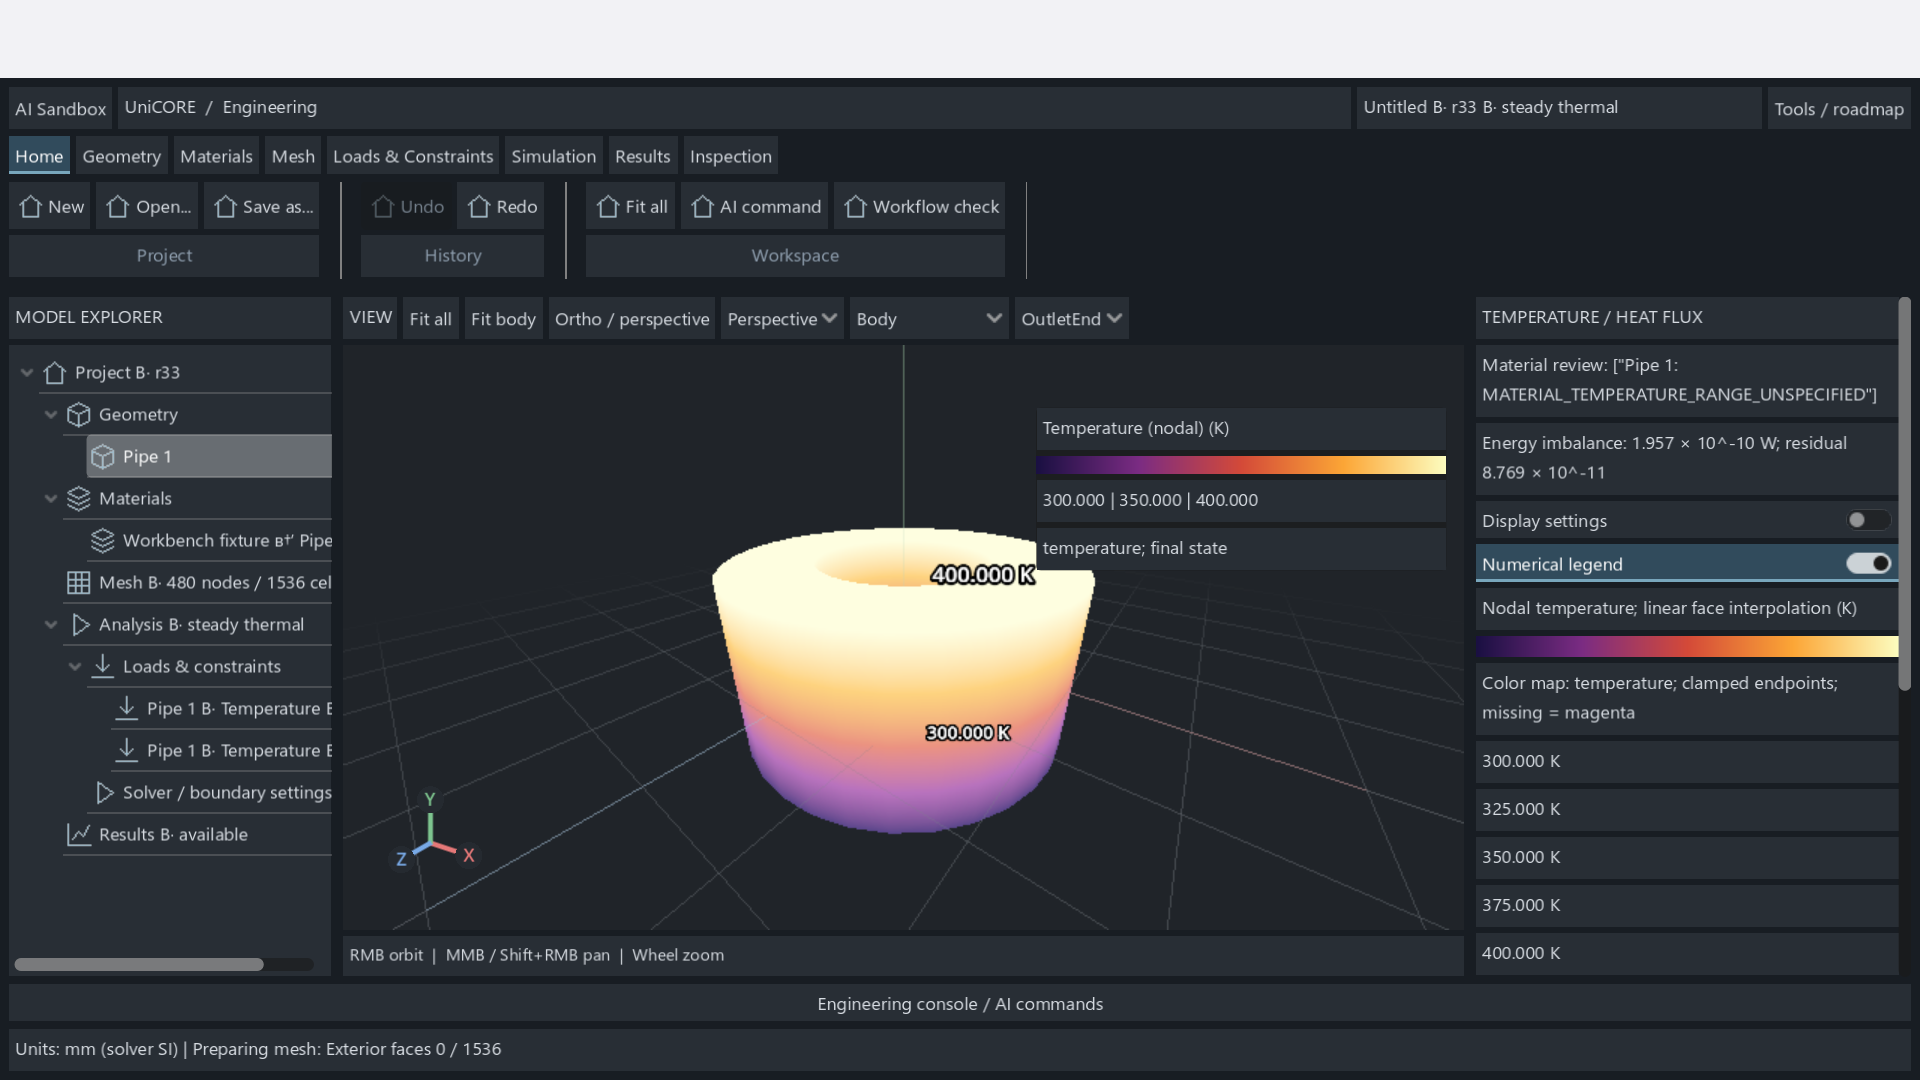 AI Sandbox
UniCORE / Engineering
Untitled В· r33 В· steady thermal
Tools / roadmap
Home
Geometry
Materials
Mesh
Loads & Constraints
Simulation
Results
Inspection
New
Open...
Save as...
Undo
Redo
Fit all
AI command
Workflow check
Project
History
Workspace
MODEL EXPLORER
Project В· r33
Geometry
Pipe 1
Materials
Workbench fixture в†' Pipe
Mesh В· 480 nodes / 1536 cel
Analysis В· steady thermal
Loads & constraints
Pipe 1 В· Temperature B
Pipe 1 В· Temperature B
Solver / boundary settings
Results В· available
VIEW
Fit all
Fit body
Ortho / perspective
Perspective
Body
OutletEnd
Temperature (nodal) (K)
300.000 | 350.000 | 400.000
temperature; final state
400.000 K
300.000 K
Y
Z
X
RMB orbit | MMB / Shift+RMB pan | Wheel zoom
TEMPERATURE / HEAT FLUX
Material review: ["Pipe 1:
MATERIAL_TEMPERATURE_RANGE_UNSPECIFIED"]
Energy imbalance: 1.957 × 10^-10 W; residual
8.769 × 10^-11
Display settings
Numerical legend
Nodal temperature; linear face interpolation (K)
Color map: temperature; clamped endpoints;
missing = magenta
300.000 K
325.000 K
350.000 K
375.000 K
400.000 K
Engineering console / AI commands
Units: mm (solver SI) | Preparing mesh: Exterior faces 0 / 1536